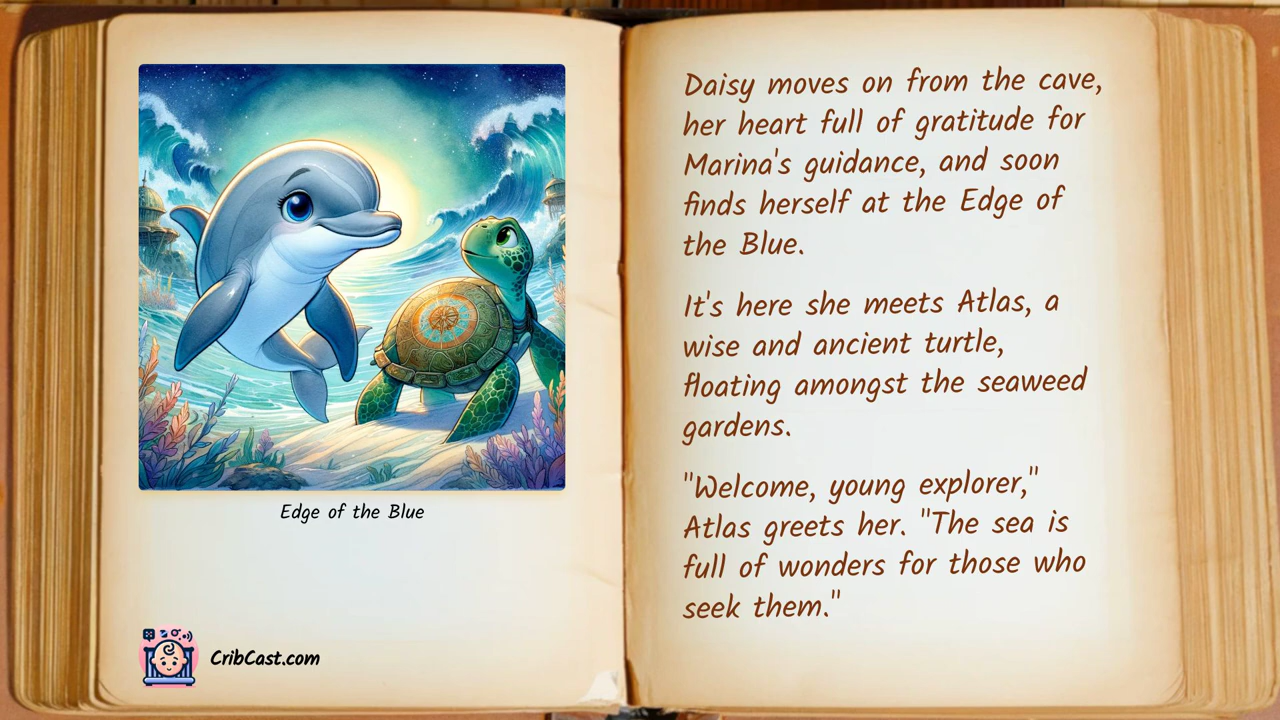 Edge of the Blue
CribCast.com
Daisy moves on from the cave,
her heart full of gratitude for
Marina's guidance, and soon
finds herself at the Edge of
the Blue.
It's here she meets Atlas, a
wise and ancient turtle,
floating amongst the seaweed
gardens.
"Welcome, young explorer,"
Atlas greets her. "The sea is
full of wonders for those who
seek them."